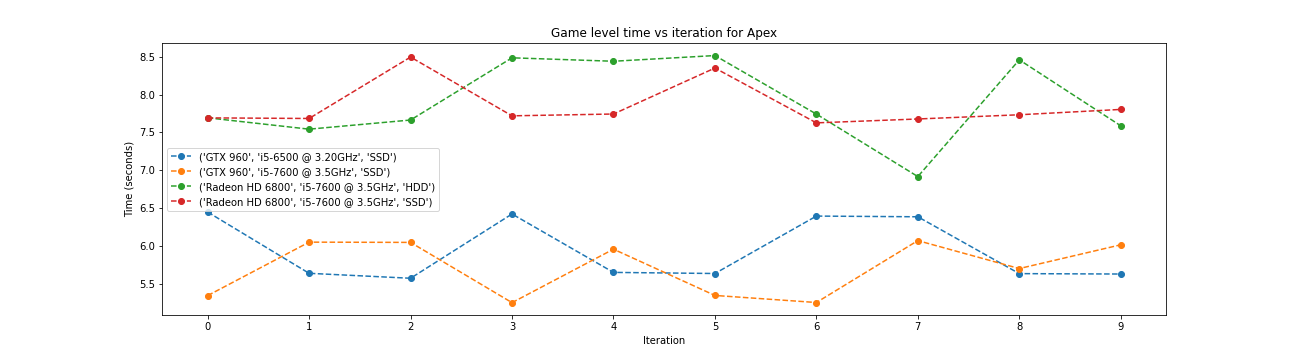 Game level time vs iteration for Apex
8.5
8.0
7.5
7.0
6.5
6.0
5.5
Time (seconds)
('GTX 960', 'i5-6500 @ 3.20GHz', 'SSD')
('GTX 960', 'i5-7600 @ 3.5GHz', 'SSD')
('Radeon HD 6800', 'i5-7600 @ 3.5GHz', 'HDD')
('Radeon HD 6800', 'i5-7600 @ 3.5GHz', 'SSD')
0 1 2 3 4 5 6 7 8 9
Iteration